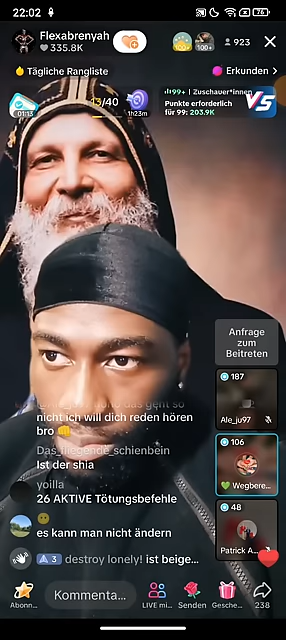 22:02
76
Flexabrenyah
335.8K
100+
923
Tägliche Rangliste
Erkunden
01:13
13/40
1h23m
99+ | Zuschauer*innen
Punkte erforderlich
für 99: 203.9K
VS
Anfrage
zum
Beitreten
187
Ale_ju97
106
Wegbere...
48
Patrick A...
nicht ich will dich reden hören
bro
Das_fliegende_schienbein
Ist der shia
yoilla
26 AKTIVE Tötungsbefehle
es kann man nicht ändern
3 destroy lonely! ist beige...
Abonn...
Kommenta...
LIVE mi...
Senden
Gesche...
238